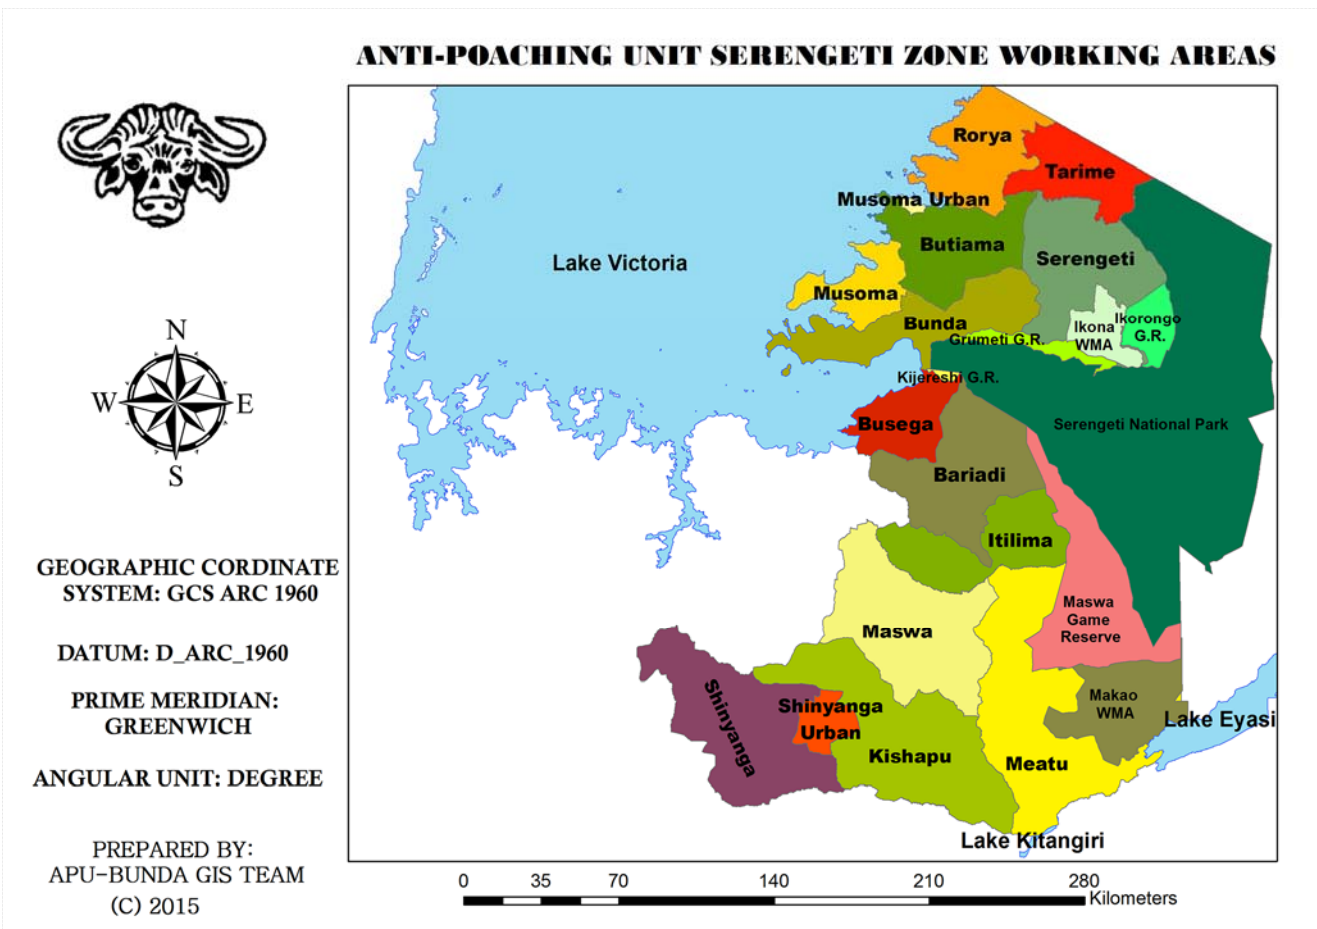 ANTI-POACHING UNIT SERENGETI ZONE WORKING AREAS
Rorya
Tarime
Musoma Urban
Butiama
Serengeti
Lake Victoria
Musoma
Bunda
Ikona
WMA
Ikorongo
G.R.
Grumeti G.R.
Kijereshi G.R.
Busega
Serengeti National Park
Bariadi
Itilima
Maswa
Game
Reserve
Maswa
Shinyanga
Shinyanga
Urban
Kishapu
Makao
WMA
Lake Eyasi
Meatu
Lake Kitangiri
N
W
E
S
GEOGRAPHIC CORDINATE
SYSTEM: GCS ARC 1960
DATUM: D_ARC_1960
PRIME MERIDIAN:
GREENWICH
ANGULAR UNIT: DEGREE
PREPARED BY:
APU-BUNDA GIS TEAM
(C) 2015
0 35 70 140 210 280
Kilometers